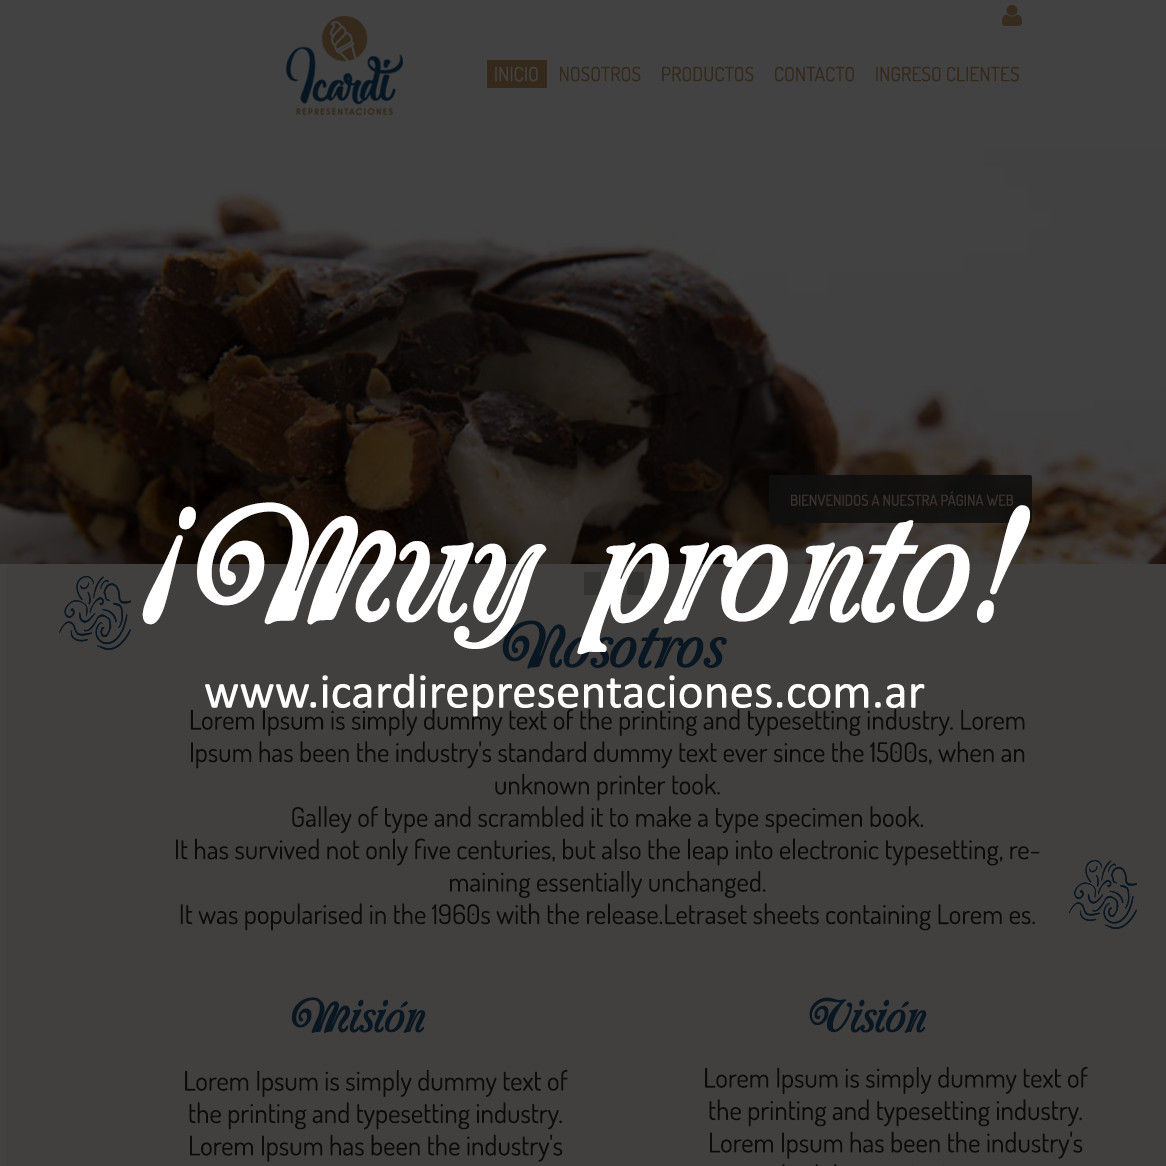 Icardi
REPRESENTACIONES
INICIO NOSOTROS PRODUCTOS CONTACTO INGRESO CLIENTES
BIENVENIDOS A NUESTRA PÁGINA WEB
¡Muy pronto!
Nosotros
www.icardirepresentaciones.com.ar
Lorem Ipsum is simply dummy text of the printing and typesetting industry. Lorem
Ipsum has been the industry's standard dummy text ever since the 1500s, when an
unknown printer took.
Galley of type and scrambled it to make a type specimen book.
It has survived not only five centuries, but also the leap into electronic typesetting, re-
maining essentially unchanged.
It was popularised in the 1960s with the release.Letraset sheets containing Lorem es.
Misión
Lorem Ipsum is simply dummy text of
the printing and typesetting industry.
Lorem Ipsum has been the industry's
Visión
Lorem Ipsum is simply dummy text of
the printing and typesetting industry.
Lorem Ipsum has been the industry's